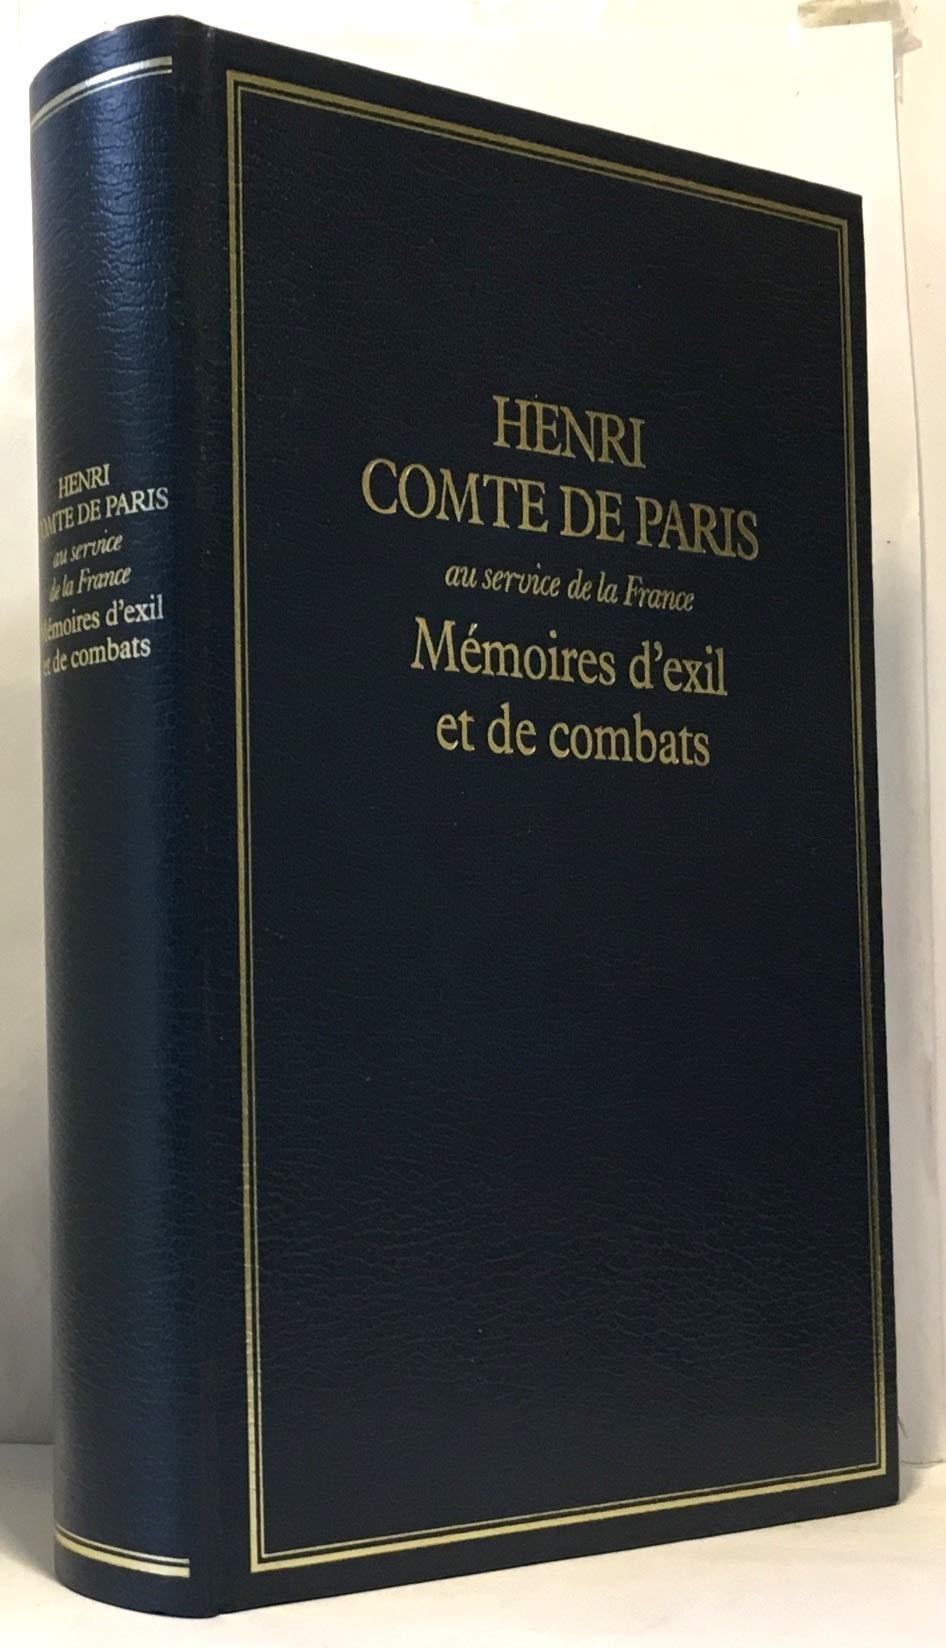 HENRI
COMTE DE PARIS
au service
de la France
Mémoires d'exil
et de combats
HENRI
COMTE DE PARIS
au service de la France
Mémoires d'exil
et de combats